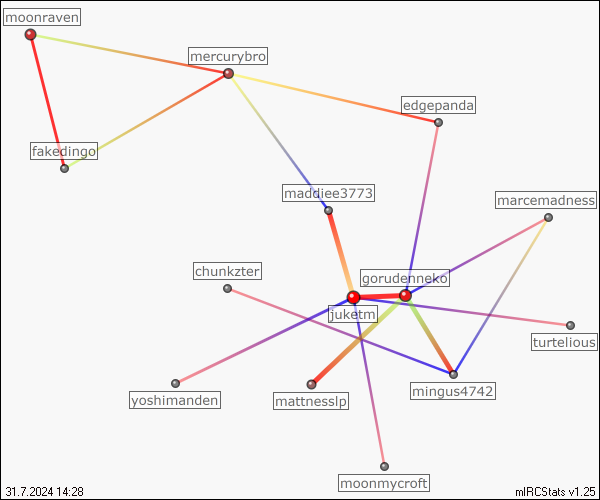 moonraven
mercurybro
edgepanda
fakedingo
maddiee3773
marcemadness
chunkzter
gorudenneko
juketm
turtelious
yoshimanden
mattnesslp
mingus4742
moonmycroft
31.7.2024 14:28
mIRCStats v1.25